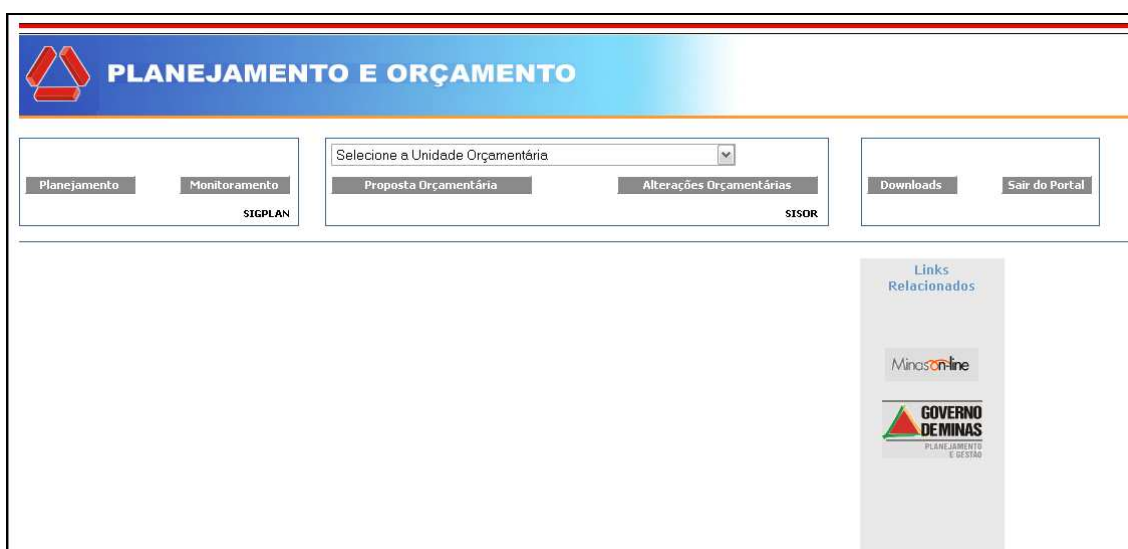 PLANEJAMENTO E ORÇAMENTO
Selecione a Unidade Orçamentária
Planejamento
Monitoramento
SIGPLAN
Proposta Orçamentária
Alterações Orçamentárias
SISOR
Downloads
Sair do Portal
Links
Relacionados
Minas on-line
GOVERNO
DE MINAS
PLANEJAMENTO
E GESTÃO